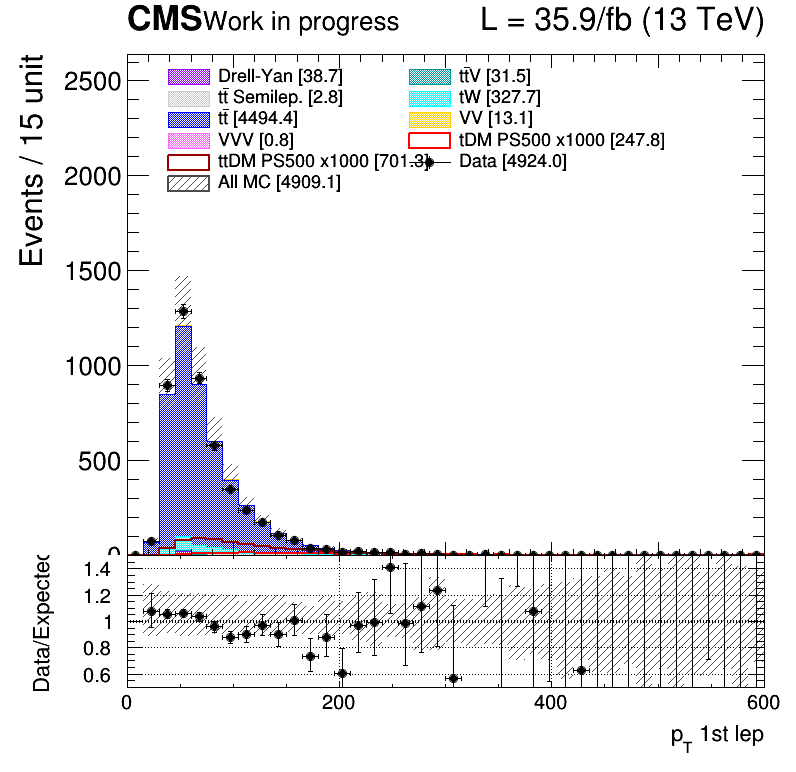 CMS Work in progress L = 35.9/fb (13 TeV)
Events / 15 unit
2500
2000
1500
1000
500
0
Drell-Yan [38.7]
tt̄ Semilep. [2.8]
tt̄ [4494.4]
VVV [0.8]
ttDM PS500 x1000 [701.3]
All MC [4909.1]
tt̄V [31.5]
tW [327.7]
VV [13.1]
tDM PS500 x1000 [247.8]
Data [4924.0]
Data/Expected
1.4
1.2
1
0.8
0.6
0 200 400 600
p_T 1st lep